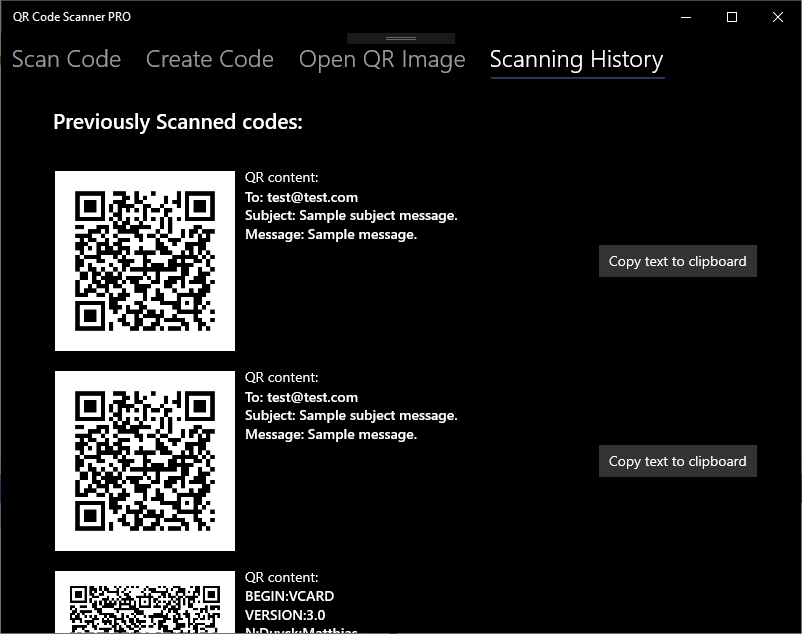 QR Code Scanner PRO
Scan Code Create Code Open QR Image Scanning History
Previously Scanned codes:
QR content:
To: test@test.com
Subject: Sample subject message.
Message: Sample message.
Copy text to clipboard
QR content:
To: test@test.com
Subject: Sample subject message.
Message: Sample message.
Copy text to clipboard
QR content:
BEGIN:VCARD
VERSION:3.0
N:Duyck;Matthias